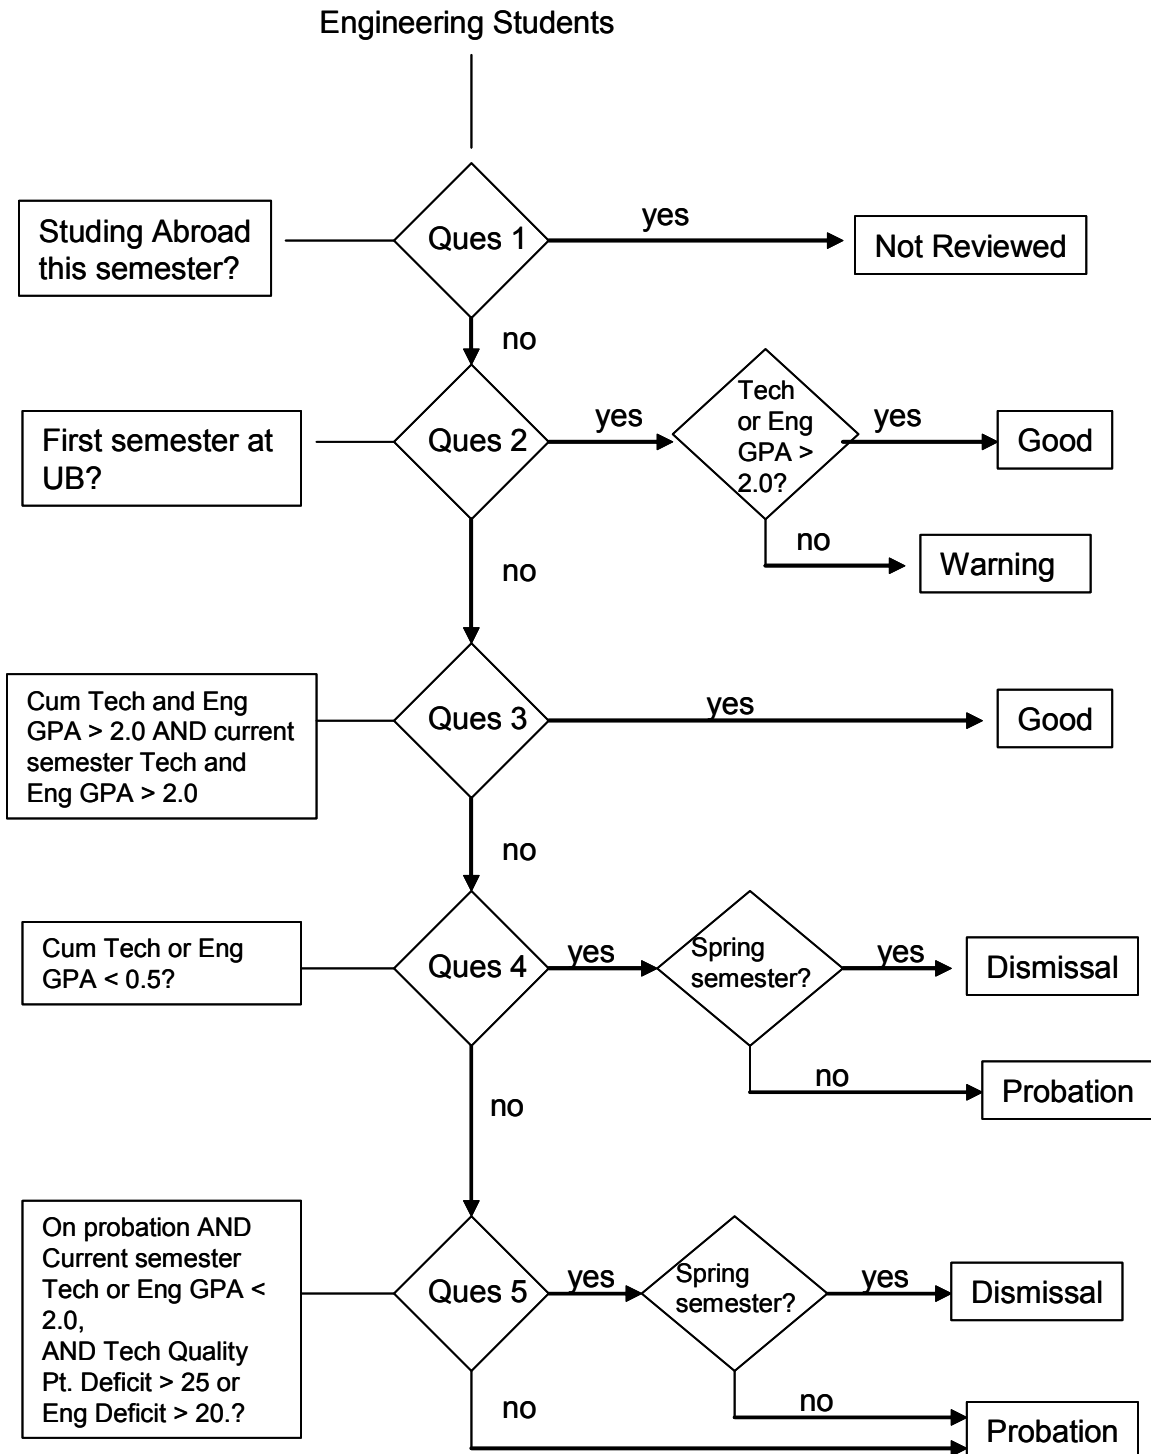 Engineering Students
Studing Abroad
this semester?
Ques 1
yes
Not Reviewed
no
First semester at
UB?
Ques 2
yes
Tech
or Eng
GPA >
2.0?
yes
Good
no
Warning
no
Cum Tech and Eng
GPA > 2.0 AND current
semester Tech and
Eng GPA > 2.0
Ques 3
yes
Good
no
Cum Tech or Eng
GPA < 0.5?
Ques 4
yes
Spring
semester?
yes
Dismissal
no
Probation
no
On probation AND
Current semester
Tech or Eng GPA <
2.0,
AND Tech Quality
Pt. Deficit > 25 or
Eng Deficit > 20.?
Ques 5
yes
Spring
semester?
yes
Dismissal
no
no
Probation